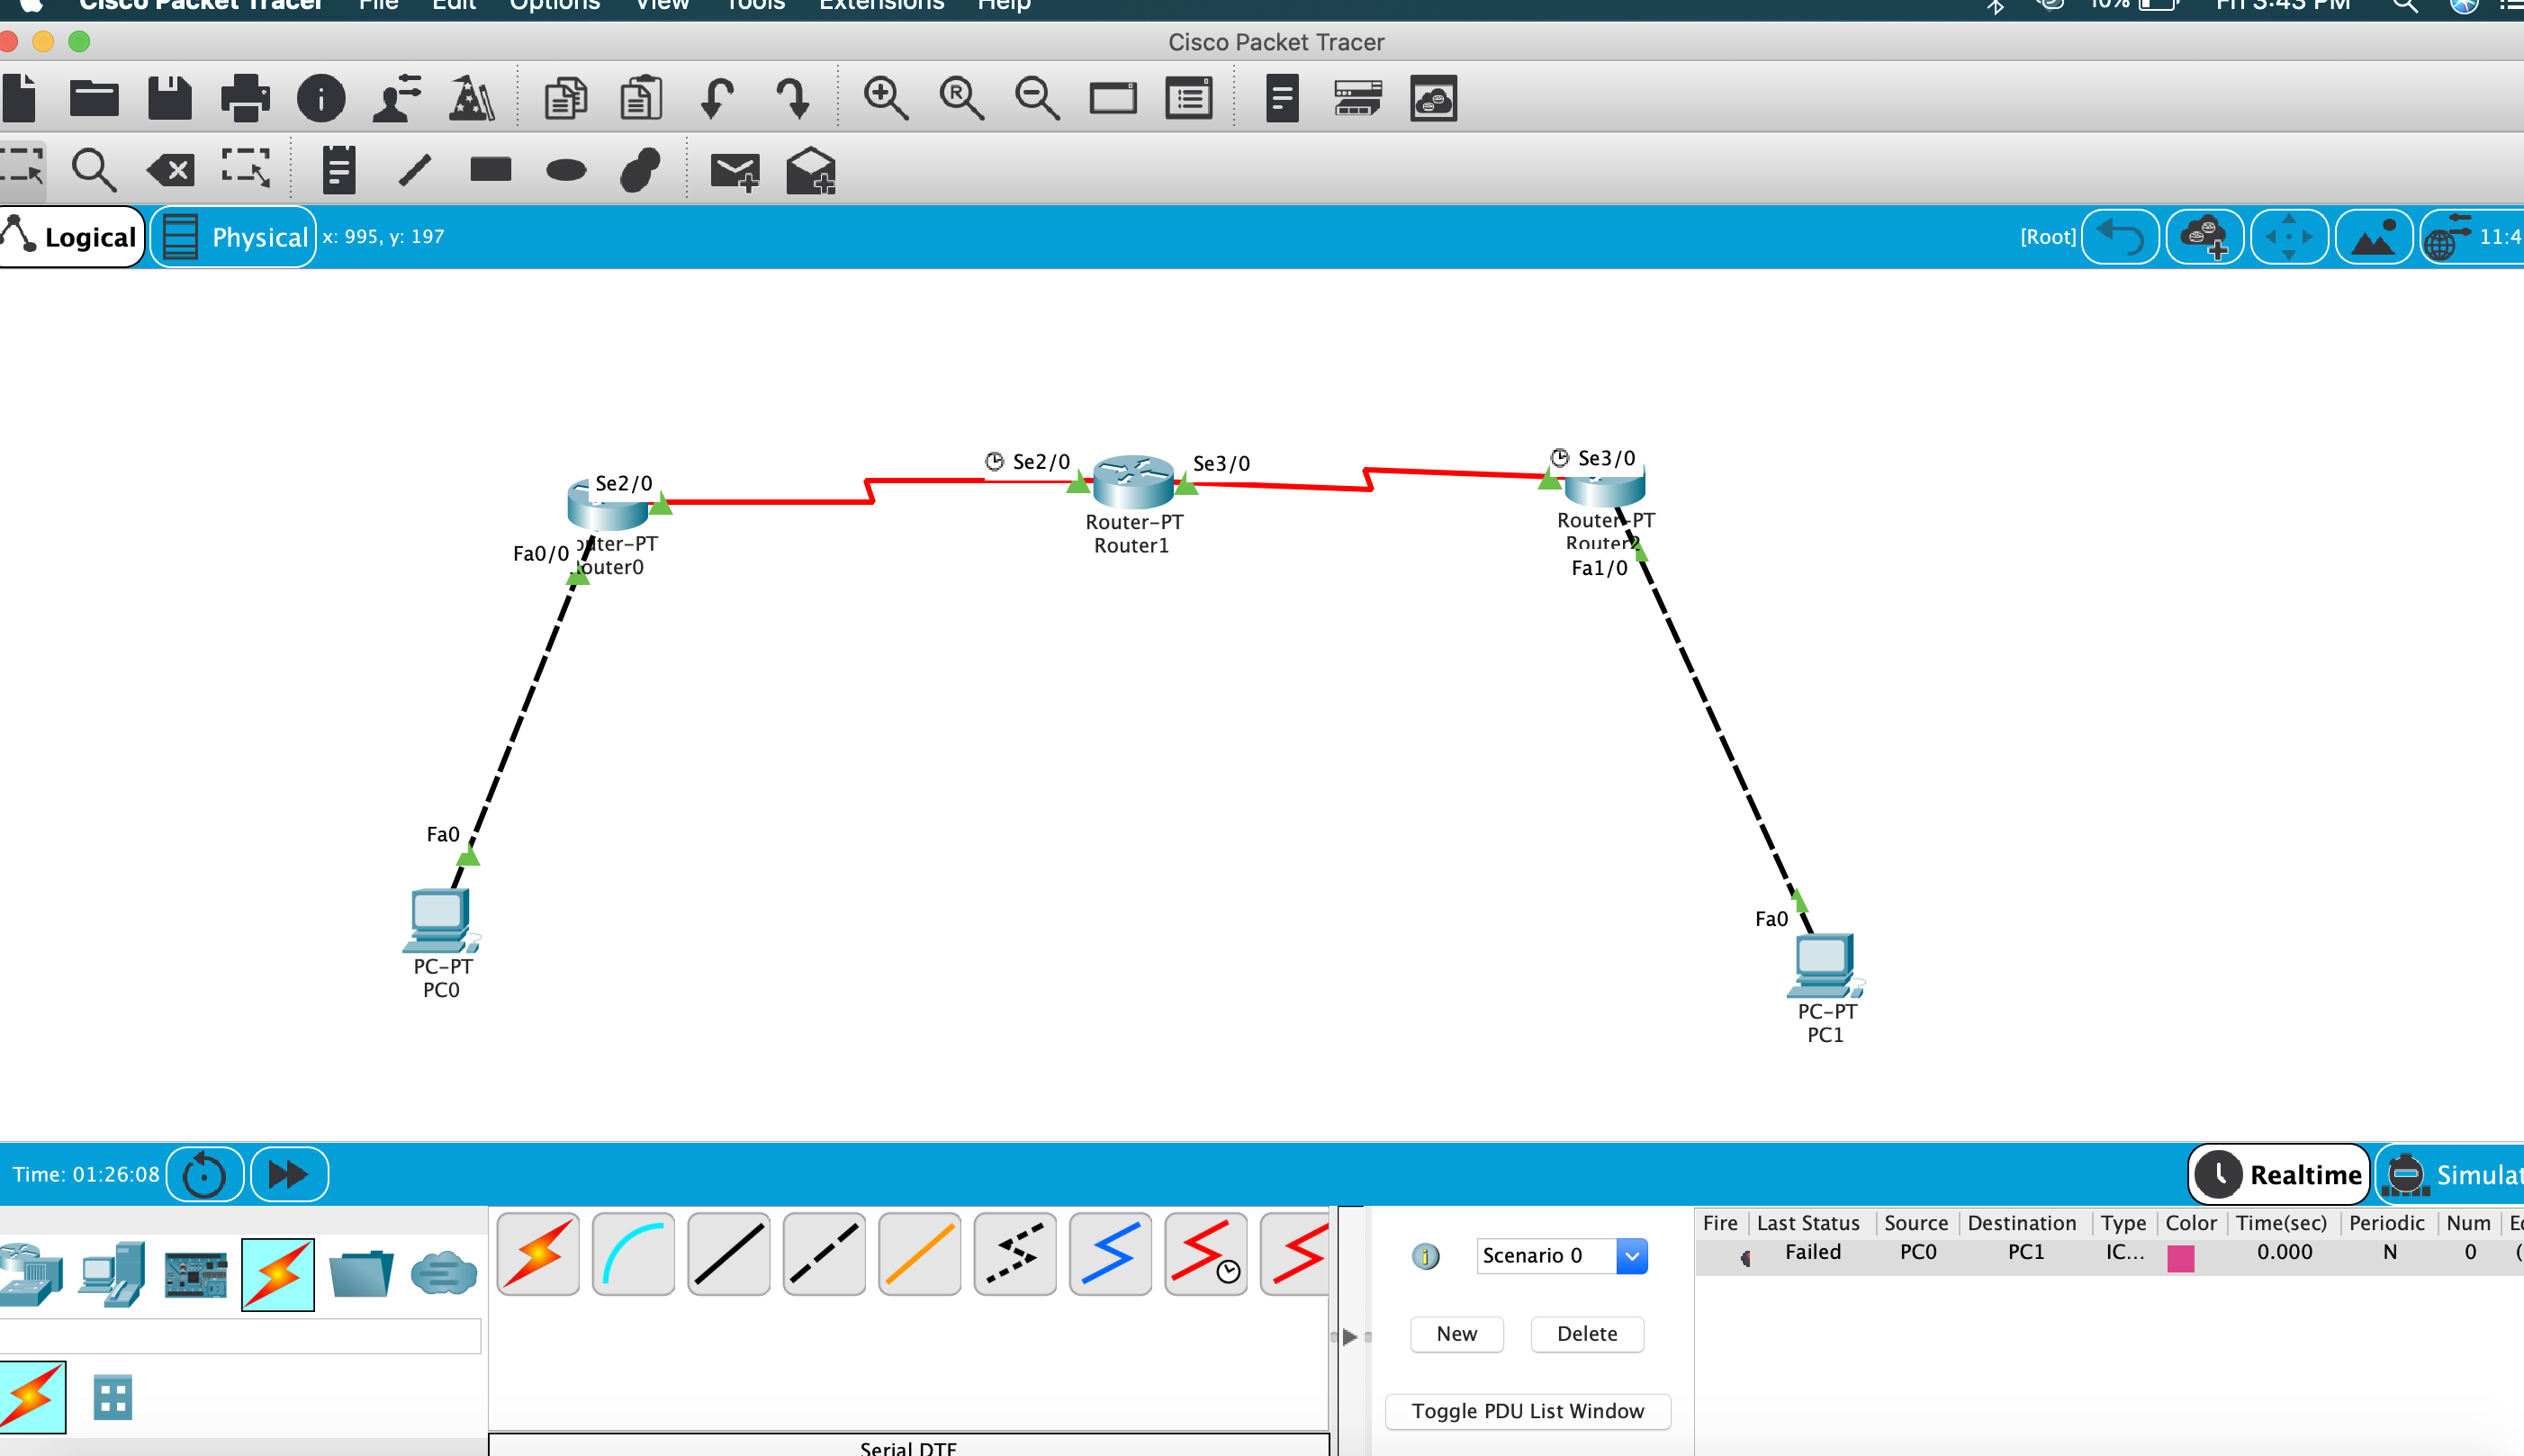 Cisco Packet Tracer File Edit Options View Tools Extensions Help 10% Fri 3:43 PM
Cisco Packet Tracer
R
Logical Physical x: 995, y: 197 [Root] 11:4
Se2/0 Se2/0 Se3/0 Se3/0
Router-PT
Router1
Router-PT
Router2
Fa0/0 outer-PT
outer0
Fa1/0
Fa0
Fa0
PC-PT
PC0
PC-PT
PC1
Time: 01:26:08 Realtime Simulat
Fire Last Status Source Destination Type Color Time(sec) Periodic Num Ed
Failed PC0 PC1 IC... 0.000 N 0 (
Scenario 0
New Delete
Toggle PDU List Window
Serial DTE